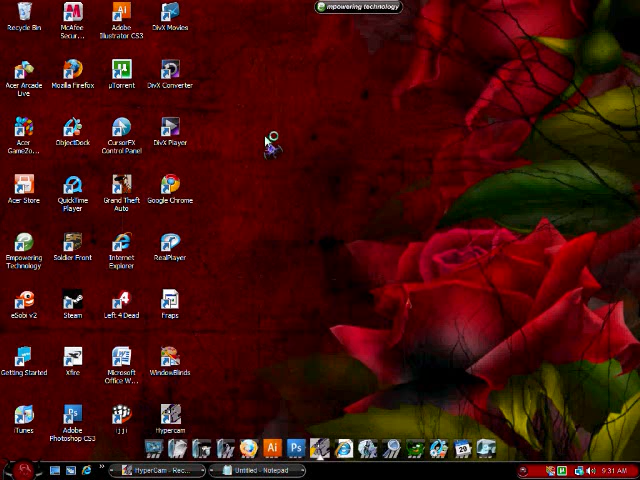 empowering technology
Recycle Bin
McAfee Secur...
Adobe Illustrator CS3
DivX Movies
Acer Arcade Live
Mozilla Firefox
µTorrent
DivX Converter
Acer GameZo...
ObjectDock
CursorFX Control Panel
DivX Player
Acer Store
QuickTime Player
Grand Theft Auto
Google Chrome
Empowering Technology
Soldier Front
Internet Explorer
RealPlayer
eSobi v2
Steam
Left 4 Dead
Fraps
Getting Started
Xfire
Microsoft Office W...
WindowBlinds
iTunes
Adobe Photoshop CS3
Hypercam
HyperCam - Rec...
Untitled - Notepad
9:31 AM